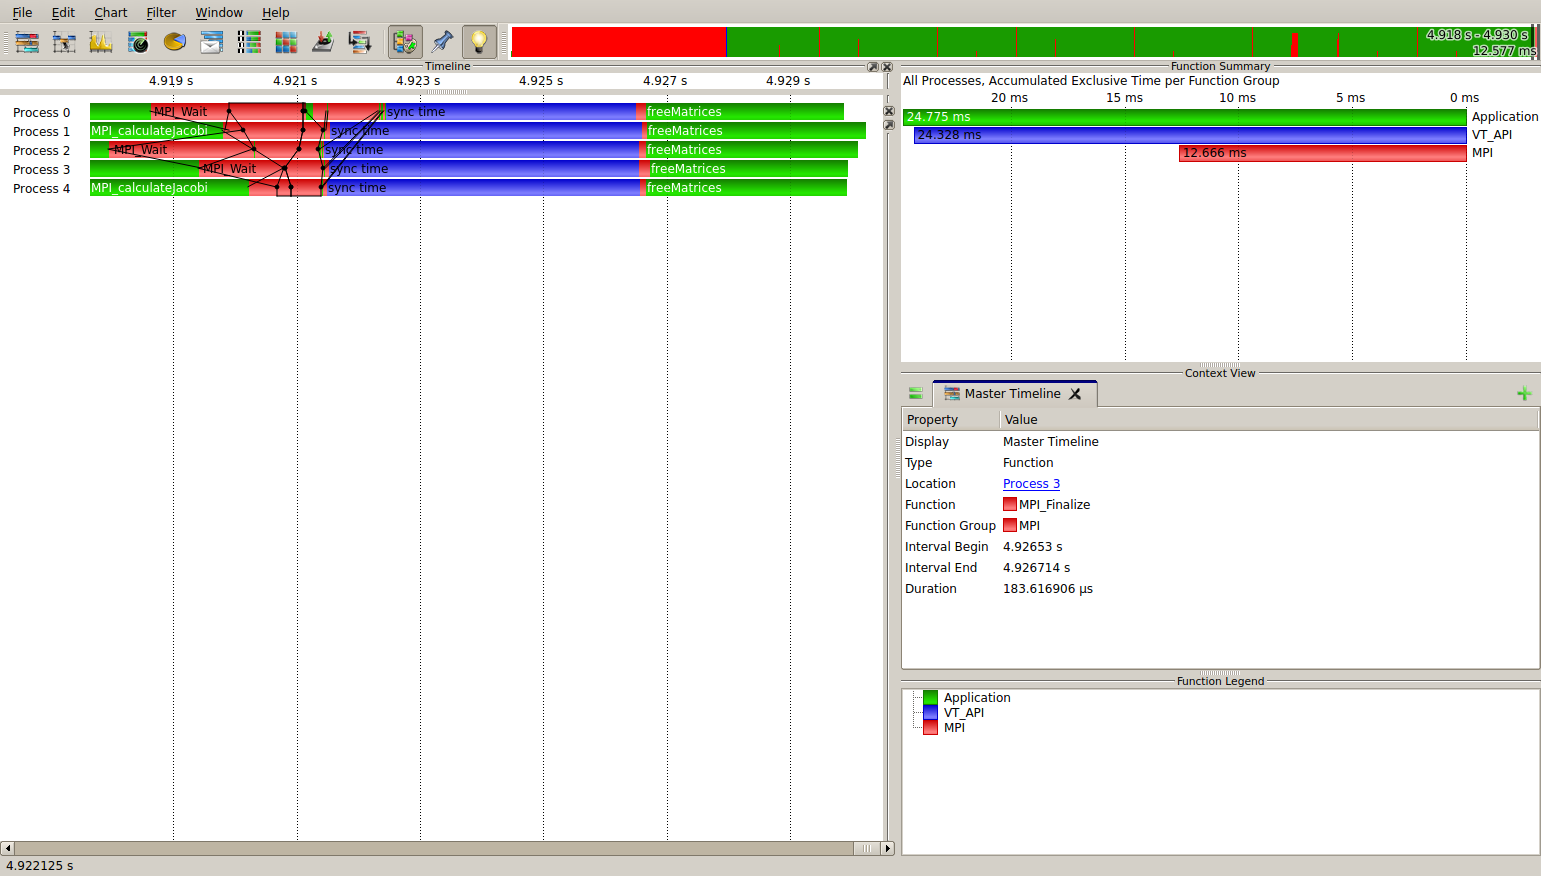 File Edit Chart Filter Window Help
4.918 s - 4.930 s
12.577 ms
Timeline
4.919 s 4.921 s 4.923 s 4.925 s 4.927 s 4.929 s
Process 0 MPI_Wait sync time freeMatrices
Process 1 MPI_calculateJacobi sync time freeMatrices
Process 2 MPI_Wait sync time freeMatrices
Process 3 MPI_Wait sync time freeMatrices
Process 4 MPI_calculateJacobi sync time freeMatrices
Function Summary
All Processes, Accumulated Exclusive Time per Function Group
20 ms 15 ms 10 ms 5 ms 0 ms
24.775 ms Application
24.328 ms VT_API
12.666 ms MPI
Context View
Master Timeline
Property Value
Display Master Timeline
Type Function
Location Process 3
Function MPI_Finalize
Function Group MPI
Interval Begin 4.92653 s
Interval End 4.926714 s
Duration 183.616906 µs
Function Legend
Application
VT_API
MPI
4.922125 s